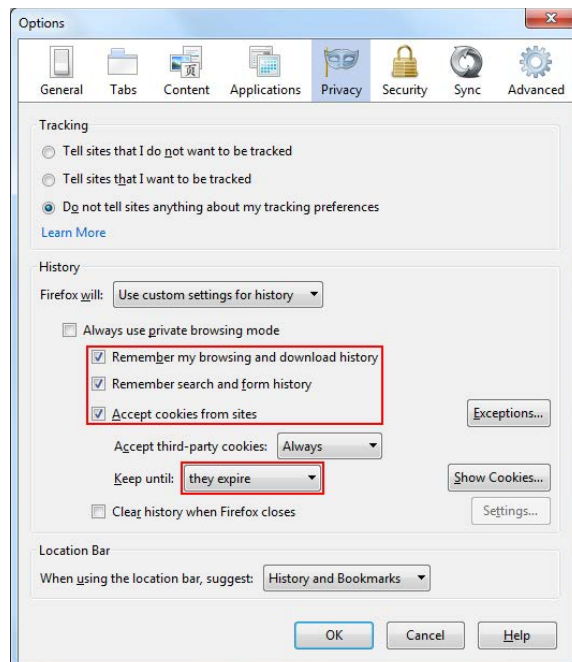 Options
General Tabs Content Applications Privacy Security Sync Advanced
Tracking
Tell sites that I do not want to be tracked
Tell sites that I want to be tracked
Do not tell sites anything about my tracking preferences
Learn More
History
Firefox will: Use custom settings for history
Always use private browsing mode
Remember my browsing and download history
Remember search and form history
Accept cookies from sites Exceptions...
Accept third-party cookies: Always
Keep until: they expire Show Cookies...
Clear history when Firefox closes Settings...
Location Bar
When using the location bar, suggest: History and Bookmarks
OK Cancel Help